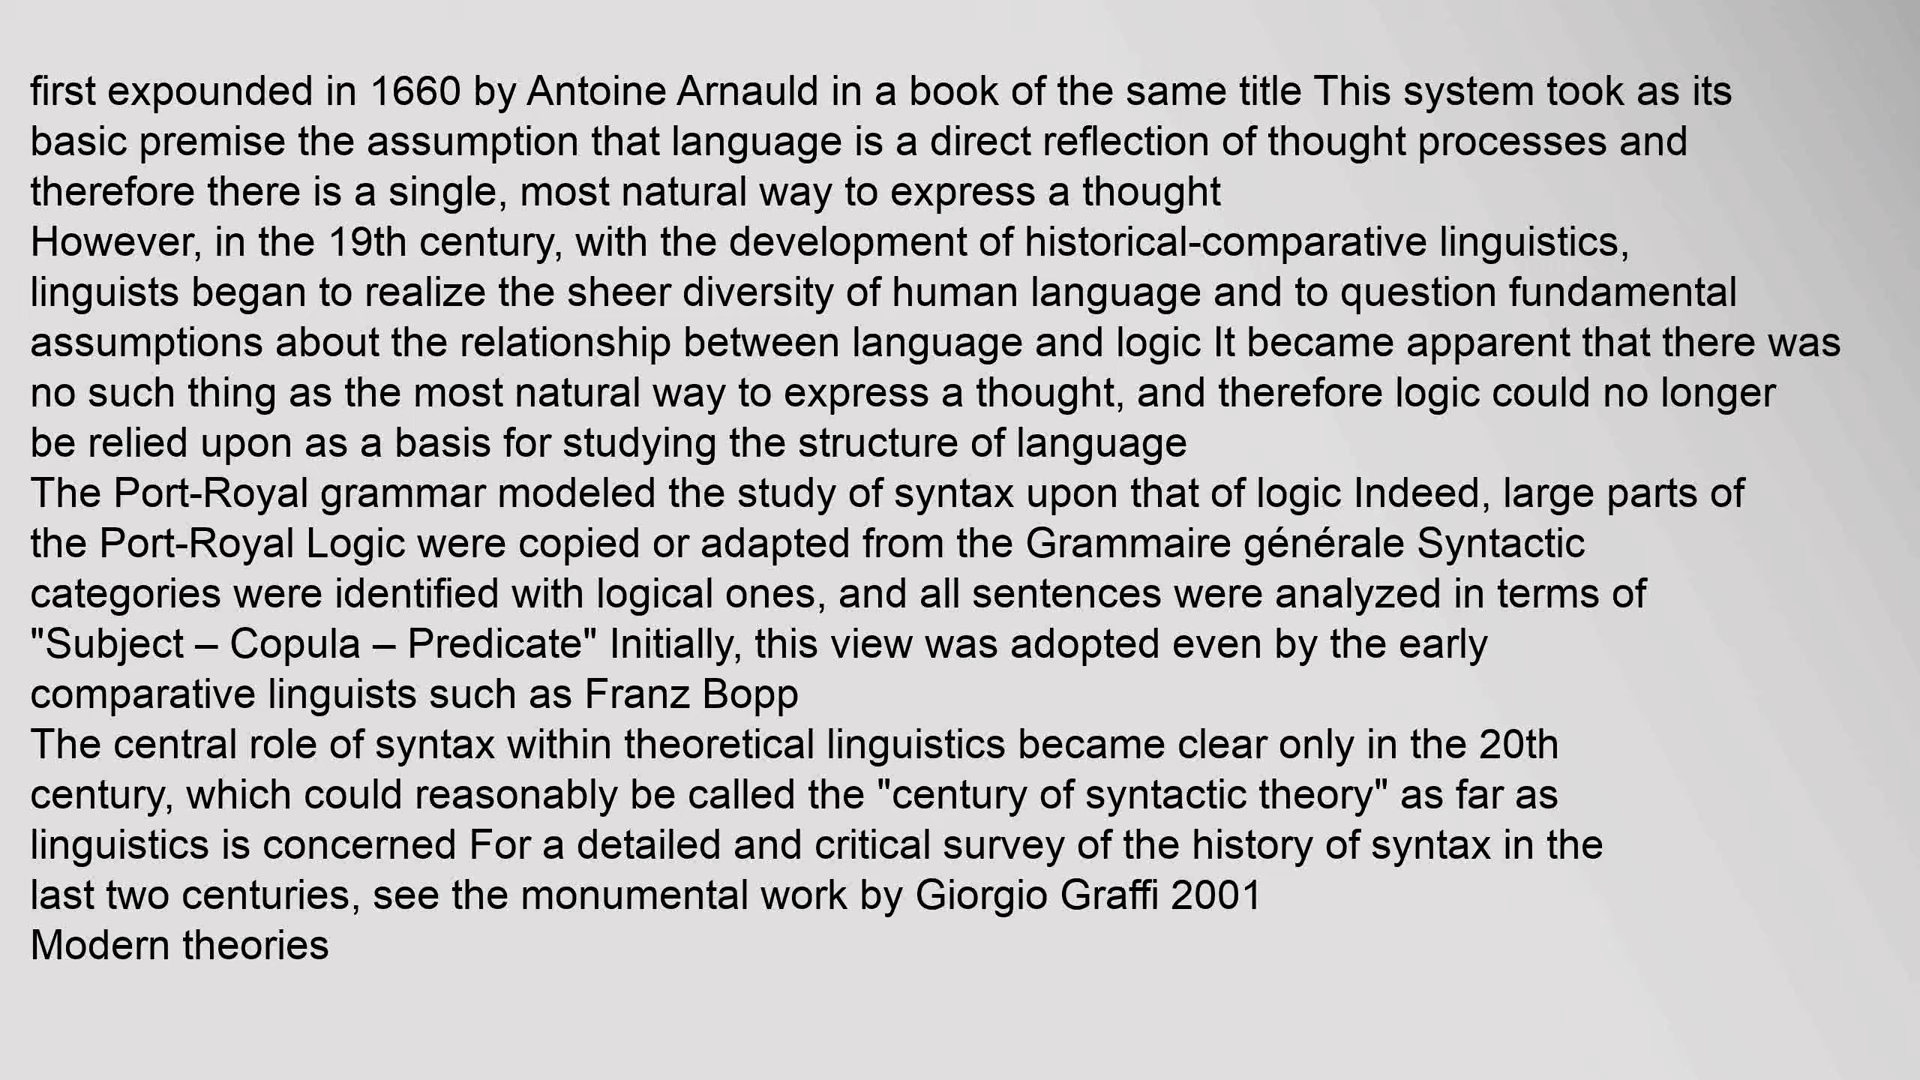 first expounded in 1660 by Antoine Arnauld in a book of the same title This system took as its
basic premise the assumption that language is a direct reflection of thought processes and
therefore there is a single, most natural way to express a thought
However, in the 19th century, with the development of historical-comparative linguistics,
linguists began to realize the sheer diversity of human language and to question fundamental
assumptions about the relationship between language and logic It became apparent that there was
no such thing as the most natural way to express a thought, and therefore logic could no longer
be relied upon as a basis for studying the structure of language
The Port-Royal grammar modeled the study of syntax upon that of logic Indeed, large parts of
the Port-Royal Logic were copied or adapted from the Grammaire générale Syntactic
categories were identified with logical ones, and all sentences were analyzed in terms of
"Subject – Copula – Predicate" Initially, this view was adopted even by the early
comparative linguists such as Franz Bopp
The central role of syntax within theoretical linguistics became clear only in the 20th
century, which could reasonably be called the "century of syntactic theory" as far as
linguistics is concerned For a detailed and critical survey of the history of syntax in the
last two centuries, see the monumental work by Giorgio Graffi 2001
Modern theories